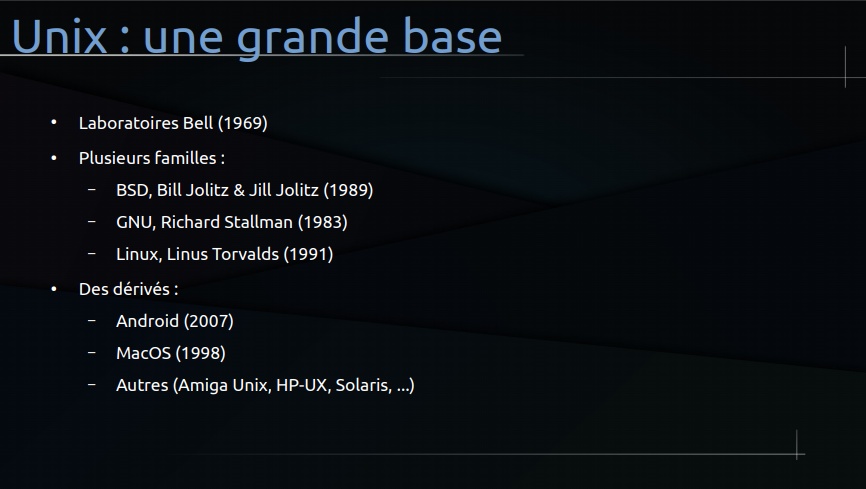 Unix : une grande base
• Laboratoires Bell (1969)
• Plusieurs familles :
– BSD, Bill Jolitz & Jill Jolitz (1989)
– GNU, Richard Stallman (1983)
– Linux, Linus Torvalds (1991)
• Des dérivés :
– Android (2007)
– MacOS (1998)
– Autres (Amiga Unix, HP-UX, Solaris, ...)